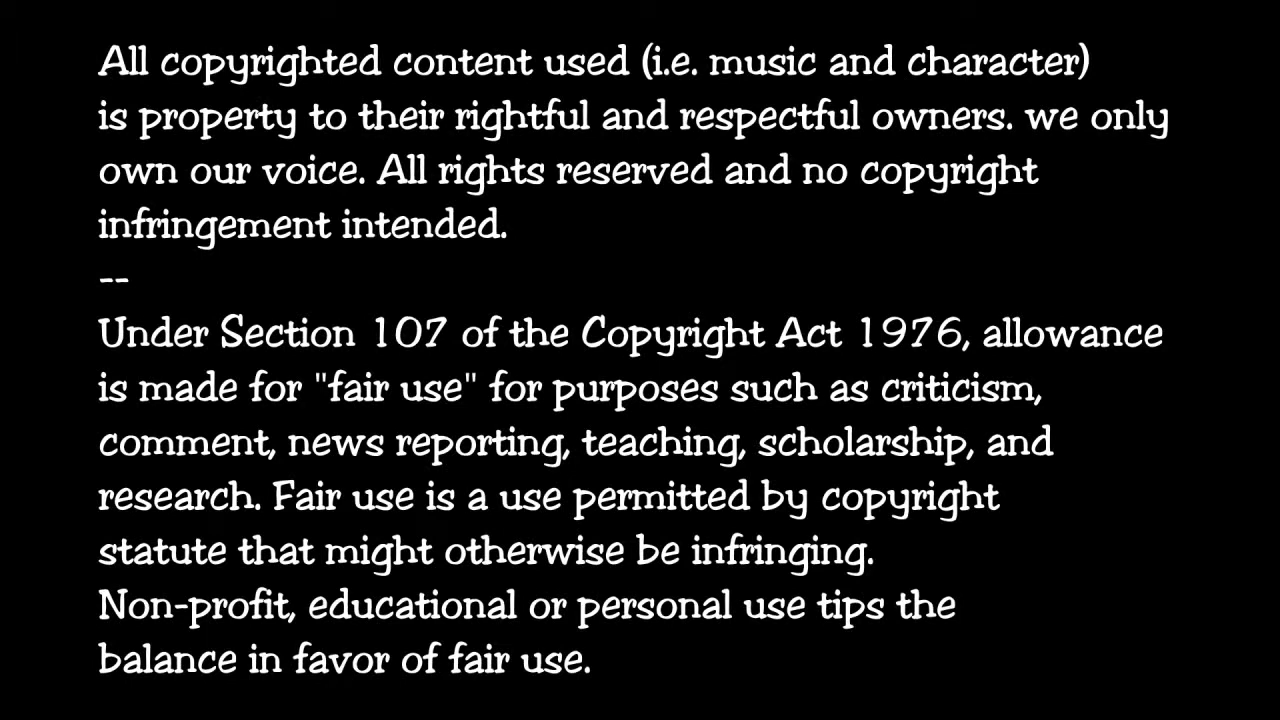 All copyrighted content used (i.e. music and character)
is property to their rightful and respectful owners. we only
own our voice. All rights reserved and no copyright
infringement intended.
--
Under Section 107 of the Copyright Act 1976, allowance
is made for "fair use" for purposes such as criticism,
comment, news reporting, teaching, scholarship, and
research. Fair use is a use permitted by copyright
statute that might otherwise be infringing.
Non-profit, educational or personal use tips the
balance in favor of fair use.